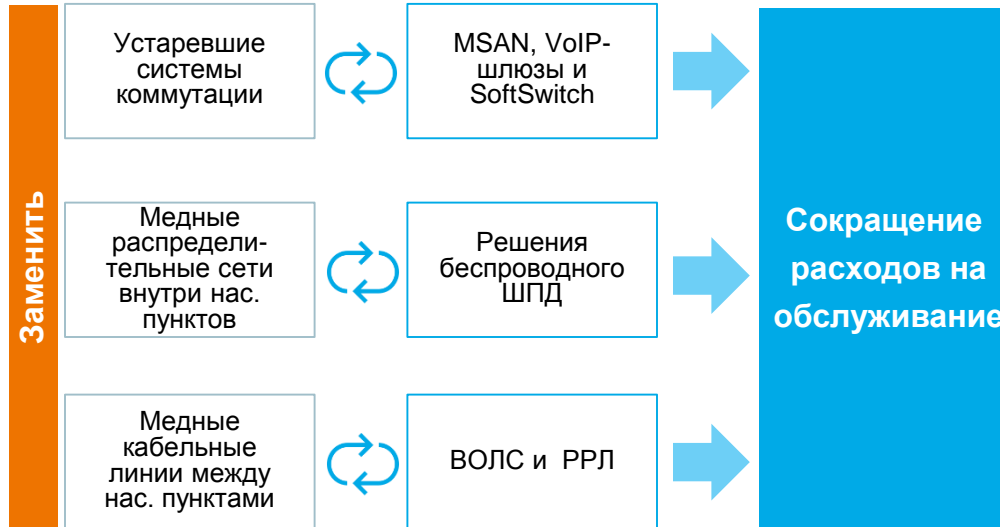 Заменить
Устаревшие
системы
коммутации
MSAN, VoIP-
шлюзы и
SoftSwitch
Медные
распредели-
тельные сети
внутри нас.
пунктов
Решения
беспроводного
ШПД
Медные
кабельные
линии между
нас. пунктами
ВОЛС и РРЛ
Сокращение
расходов на
обслуживание